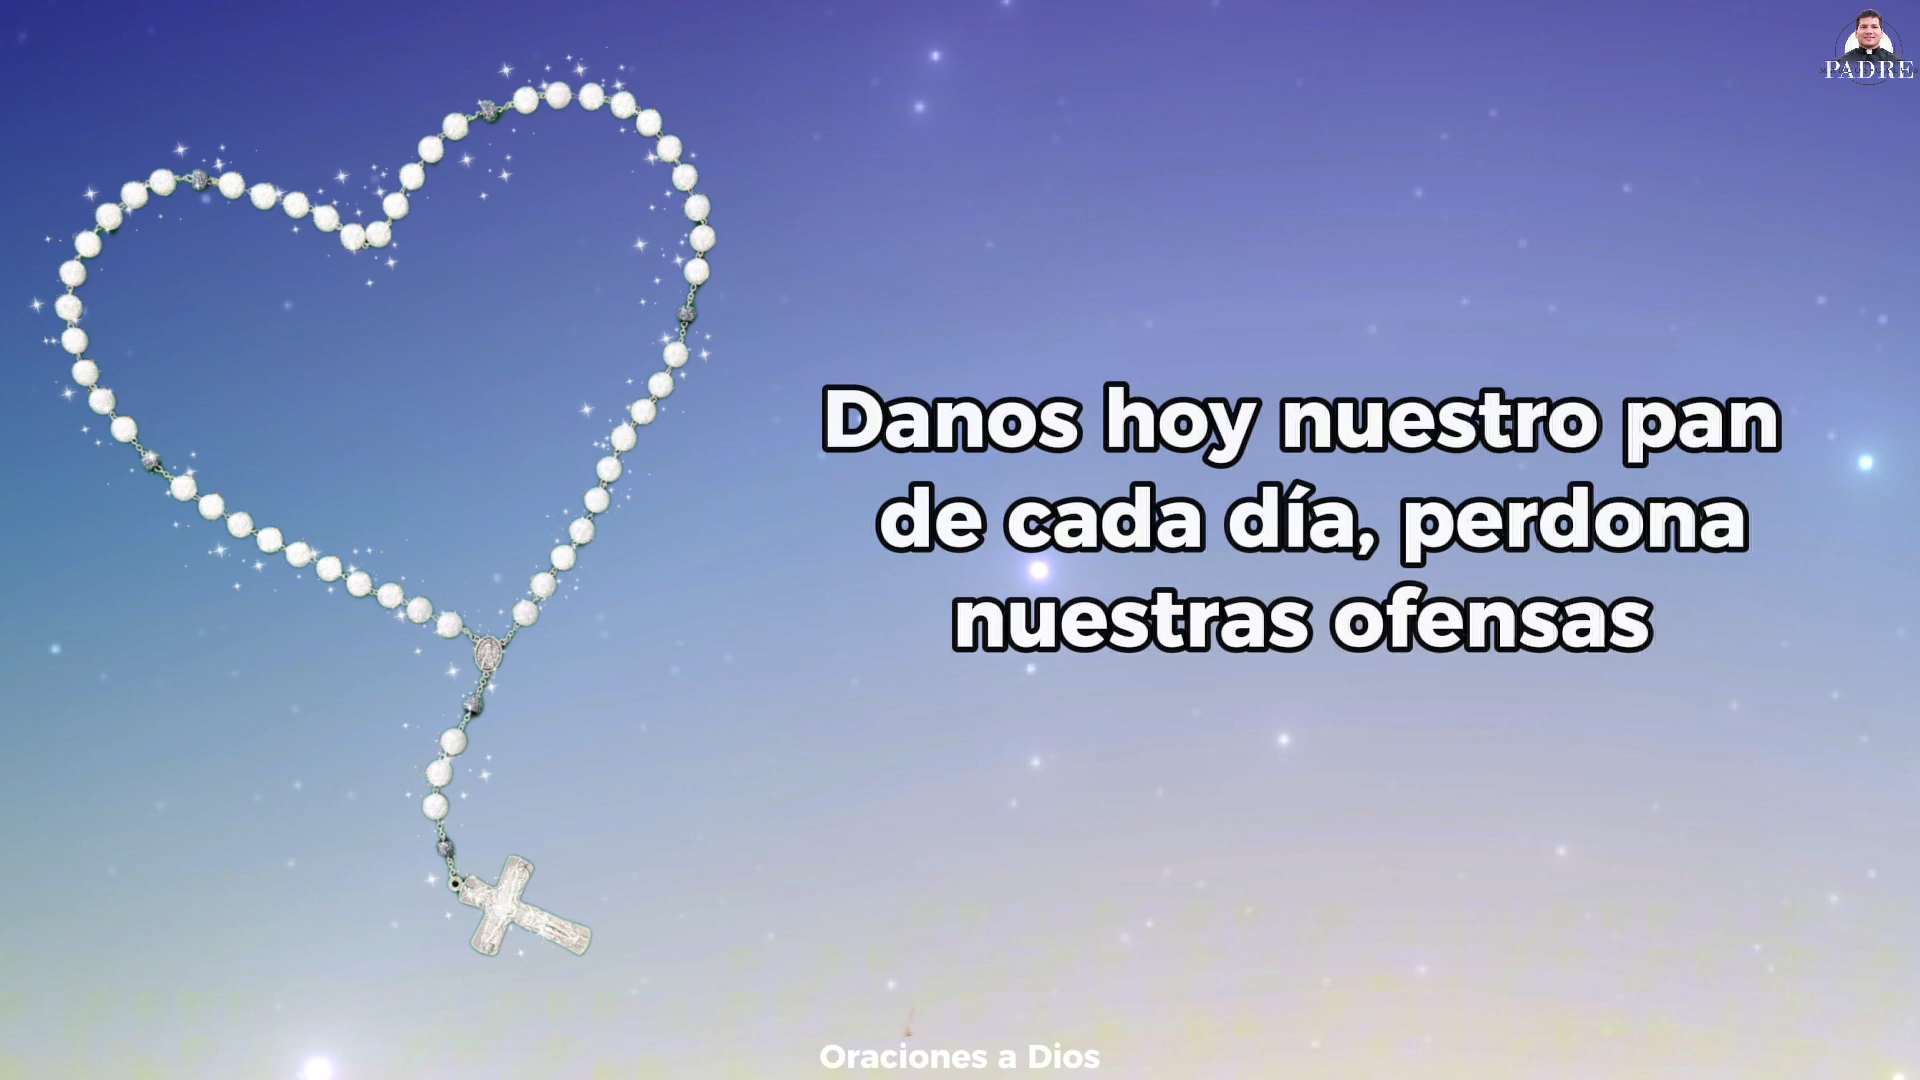 PADRE
Danos hoy nuestro pan
de cada día, perdona
nuestras ofensas
Oraciones a Dios